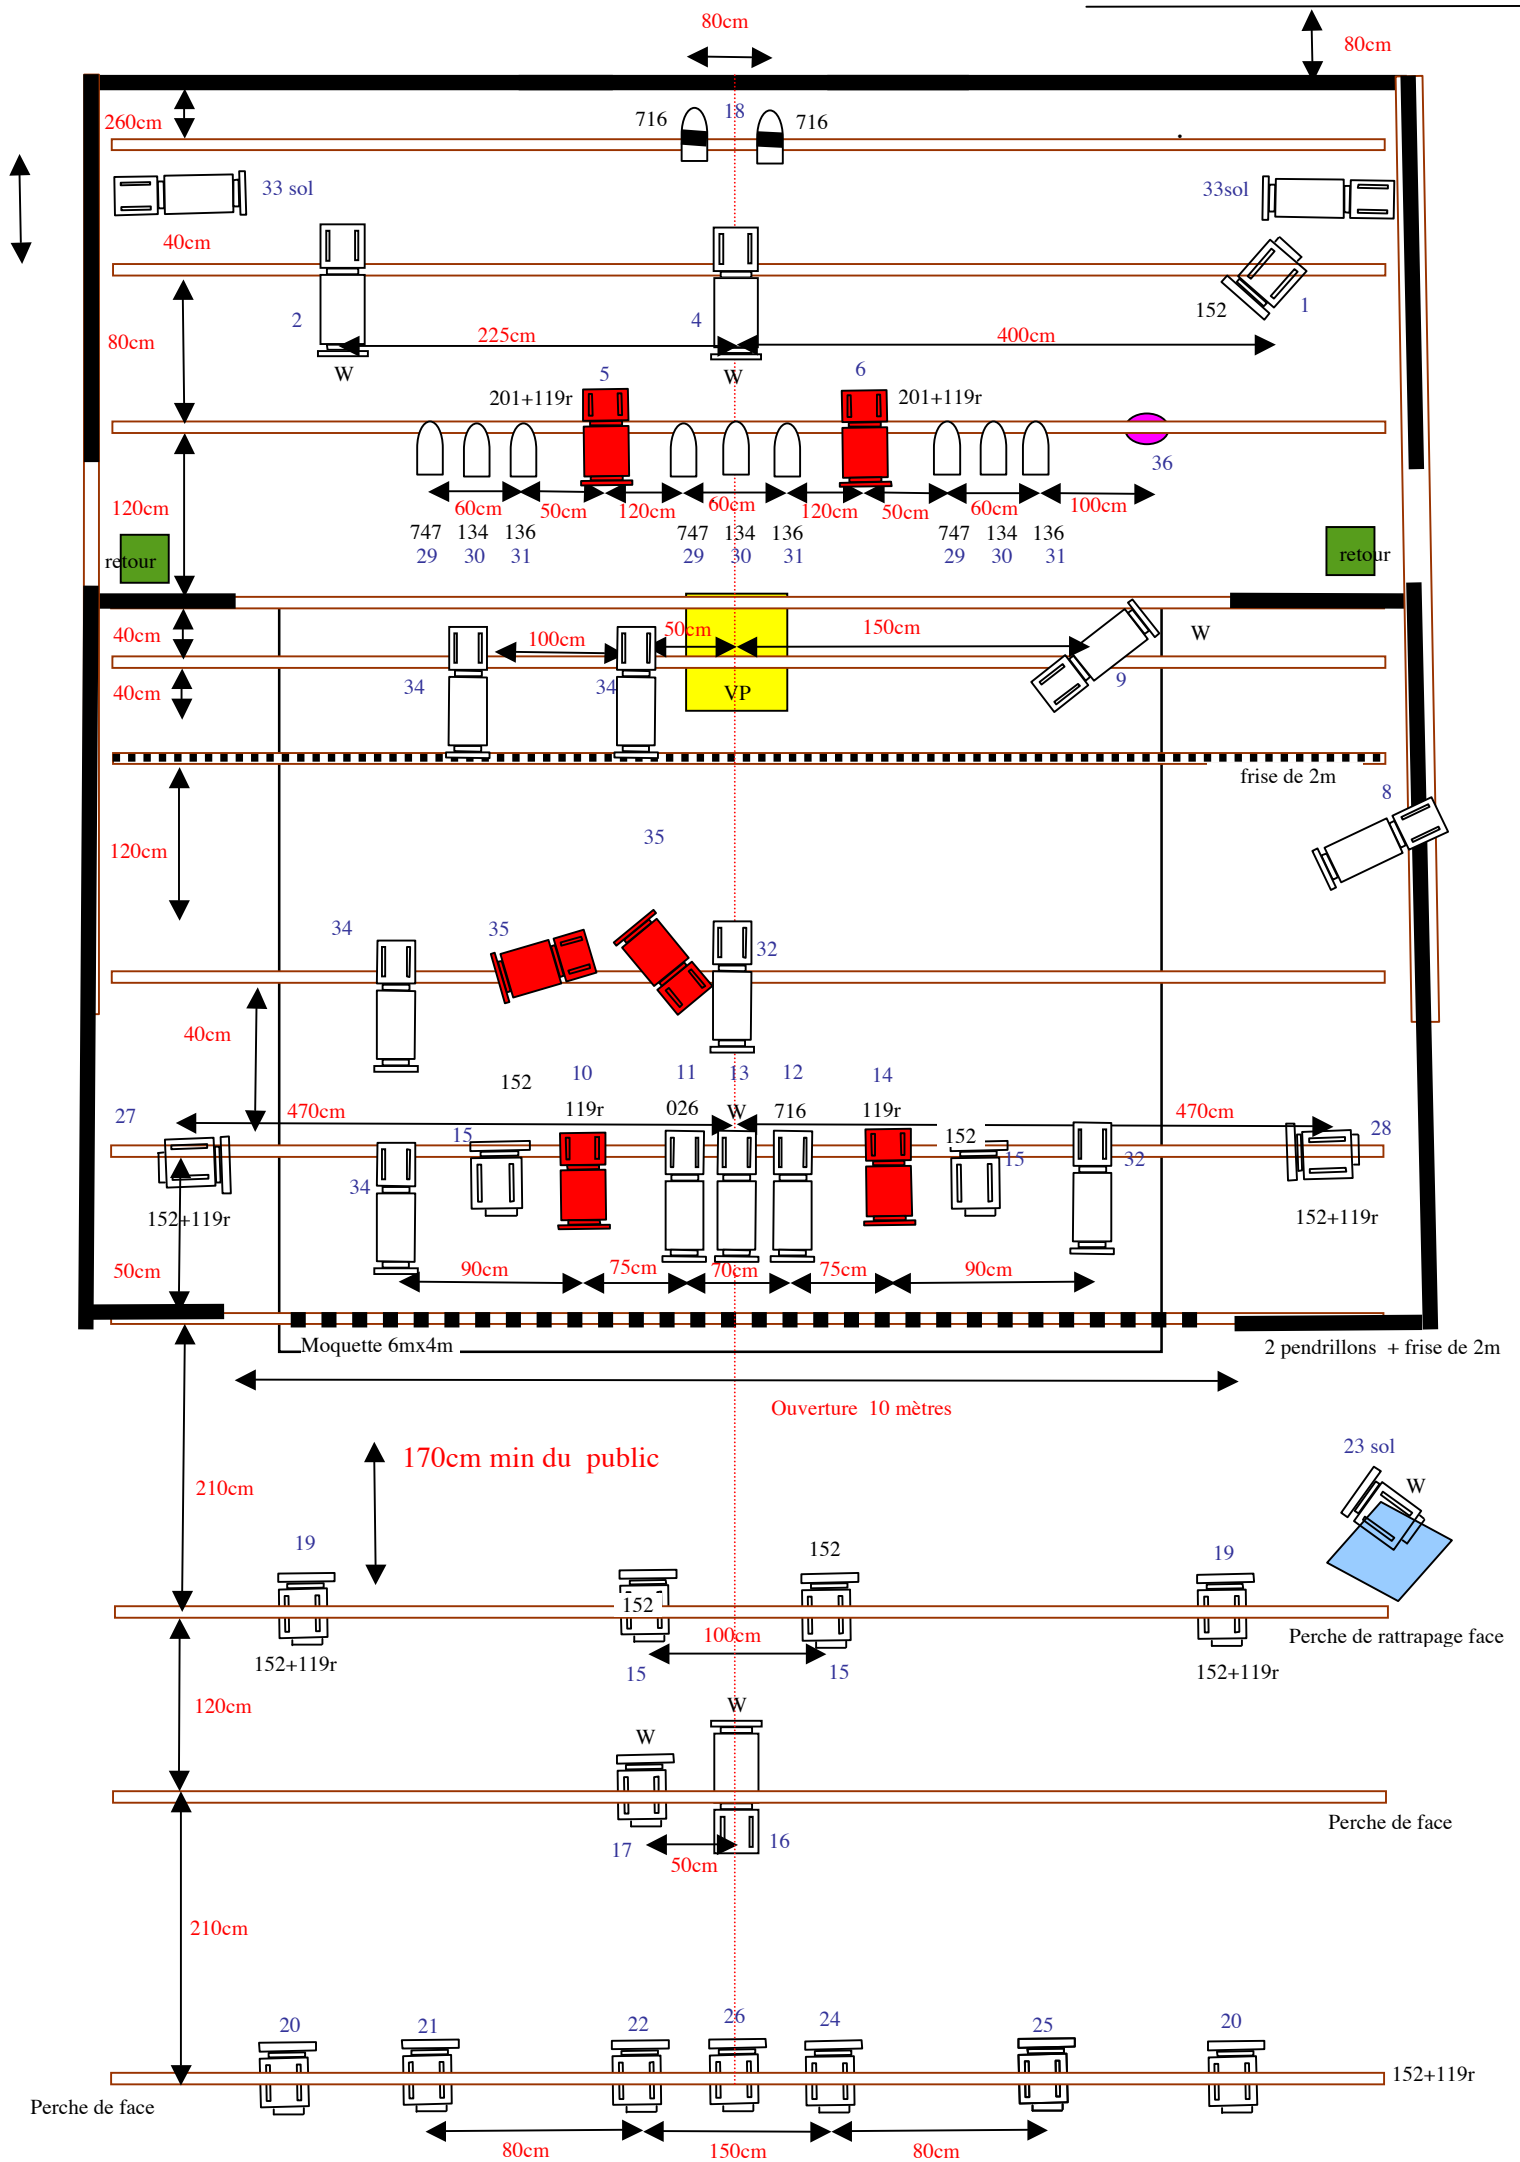 80cm
80cm
260cm
716
18
716
33 sol
33sol
40cm
152
1
2
4
80cm
225cm
400cm
W
W
5
6
201+119r
201+119r
36
120cm
60cm
50cm
120cm
60cm
120cm
50cm
60cm
100cm
747
134
136
747
134
136
747
134
136
29
30
31
29
30
31
29
30
31
retour
retour
40cm
100cm
50cm
150cm
W
40cm
34
34
VP
9
frise de 2m
8
120cm
35
34
35
32
40cm
152
10
11
13
12
14
27
470cm
119r
026
W
716
119r
470cm
28
15
152
15
32
34
152+119r
152+119r
50cm
90cm
75cm
70cm
75cm
90cm
Moquette 6mx4m
2 pendrillons + frise de 2m
Ouverture 10 mètres
170cm min du public
23 sol
W
210cm
19
152
19
152
100cm
Perche de rattrapage face
152+119r
15
15
152+119r
120cm
W
W
Perche de face
17
16
50cm
210cm
20
21
22
26
24
25
20
152+119r
Perche de face
80cm
150cm
80cm